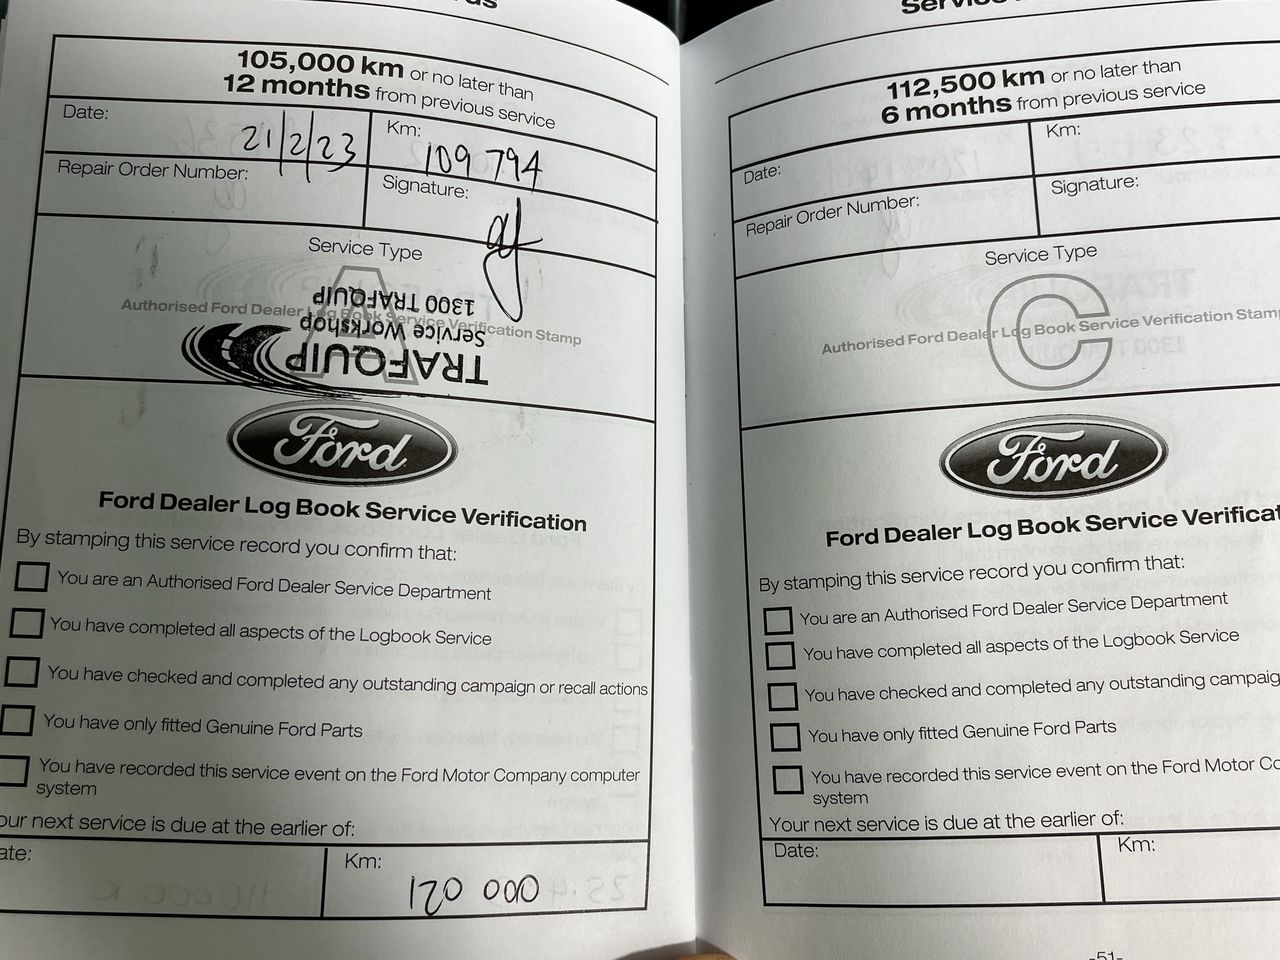 105,000 km or no later than
12 months from previous service
Date:
21/2/23
Km:
109 794
Repair Order Number:
Signature:
Service Type
A
Authorised Ford Dealer Log Book Service Verification Stamp
TRAFQUIP
Service Workshop
1300 TRAFQUIP
Ford
Ford Dealer Log Book Service Verification
By stamping this service record you confirm that:
You are an Authorised Ford Dealer Service Department
You have completed all aspects of the Logbook Service
You have checked and completed any outstanding campaign or recall actions
You have only fitted Genuine Ford Parts
You have recorded this service event on the Ford Motor Company computer
system
our next service is due at the earlier of:
ate:
Km:
120 000
112,500 km or no later than
6 months from previous service
Date:
Km:
Repair Order Number:
Signature:
Service Type
C
Authorised Ford Dealer Log Book Service Verification Stamp
Ford
Ford Dealer Log Book Service Verificat
By stamping this service record you confirm that:
You are an Authorised Ford Dealer Service Department
You have completed all aspects of the Logbook Service
You have checked and completed any outstanding campaig
You have only fitted Genuine Ford Parts
You have recorded this service event on the Ford Motor Co
system
Your next service is due at the earlier of:
Date:
Km:
-51-